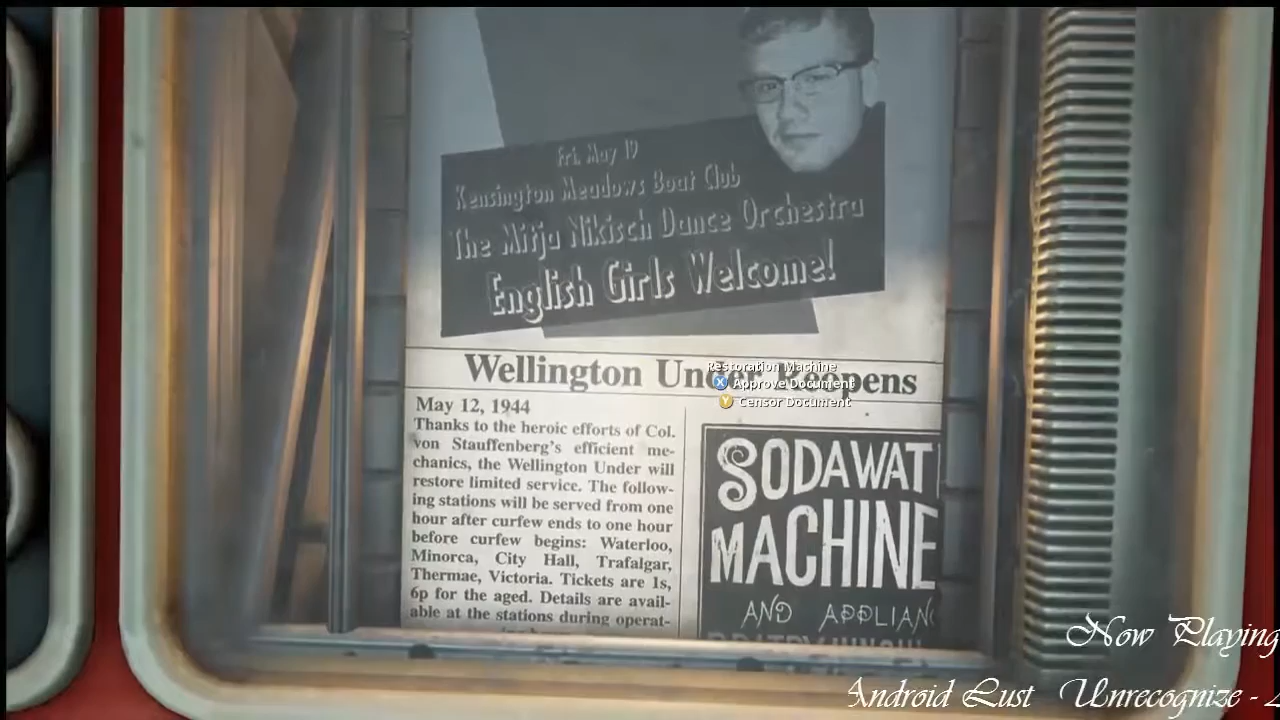 Fri. May 19
Kensington Meadows Boat Club
The Mitja Nikisch Dance Orchestra
English Girls Welcome!
Wellington Under Reopens
Restoration Machine
X Approve Document
Y Censor Document
May 12, 1944
Thanks to the heroic efforts of Col.
von Stauffenberg's efficient me-
chanics, the Wellington Under will
restore limited service. The follow-
ing stations will be served from one
hour after curfew ends to one hour
before curfew begins: Waterloo,
Minorca, City Hall, Trafalgar,
Thermae, Victoria. Tickets are 1s,
6p for the aged. Details are avail-
able at the stations during operat-
SODAWAT
MACHINE
AND APPLIAN
Now Playing
Android Lust Unrecognize -